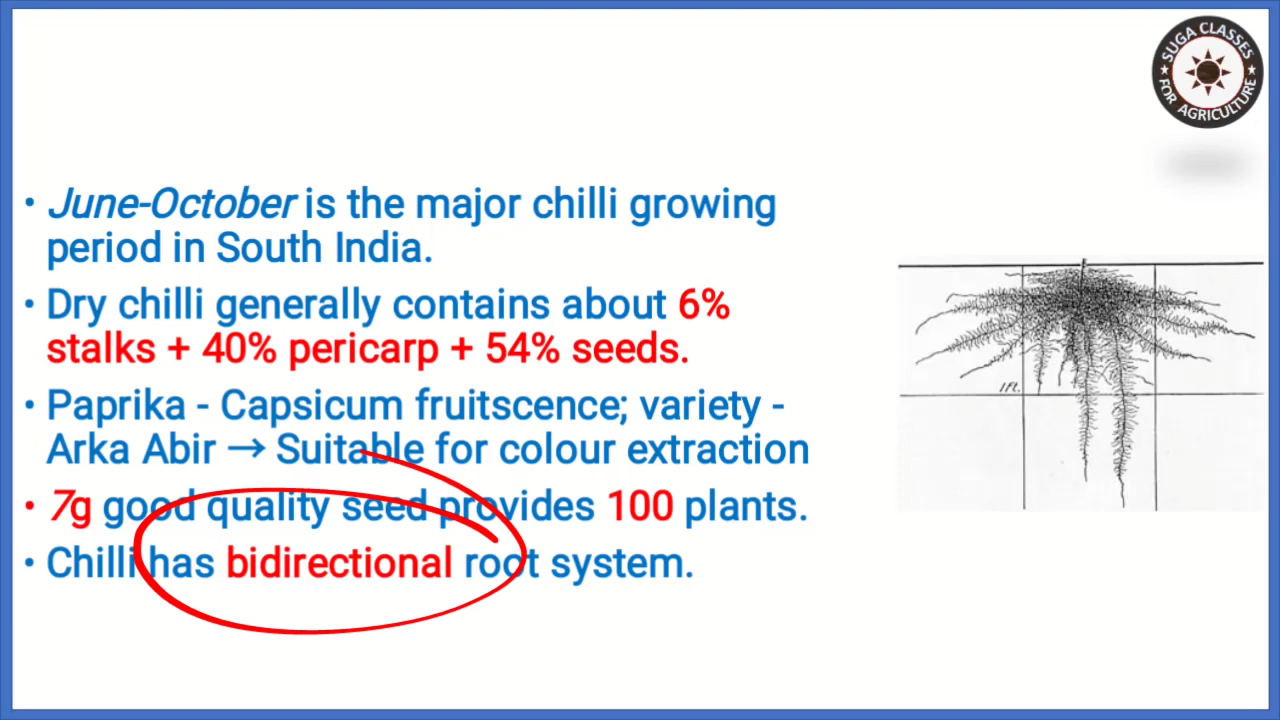 SUGA CLASSES
FOR AGRICULTURE
• June-October is the major chilli growing
period in South India.
• Dry chilli generally contains about 6%
stalks + 40% pericarp + 54% seeds.
• Paprika - Capsicum fruitscence; variety -
Arka Abir → Suitable for colour extraction
• 7g good quality seed provides 100 plants.
• Chilli has bidirectional root system.
1 Ft.